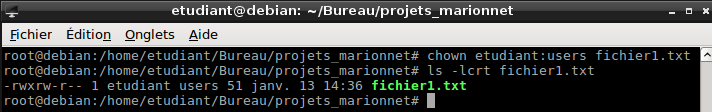 etudiant@debian: ~/Bureau/projets_marionnet
Fichier Édition Onglets Aide
root@debian:/home/etudiant/Bureau/projets_marionnet# chown etudiant:users fichier1.txt
root@debian:/home/etudiant/Bureau/projets_marionnet# ls -lcrt fichier1.txt
-rwxrw-r-- 1 etudiant users 51 janv. 13 14:36 fichier1.txt
root@debian:/home/etudiant/Bureau/projets_marionnet#